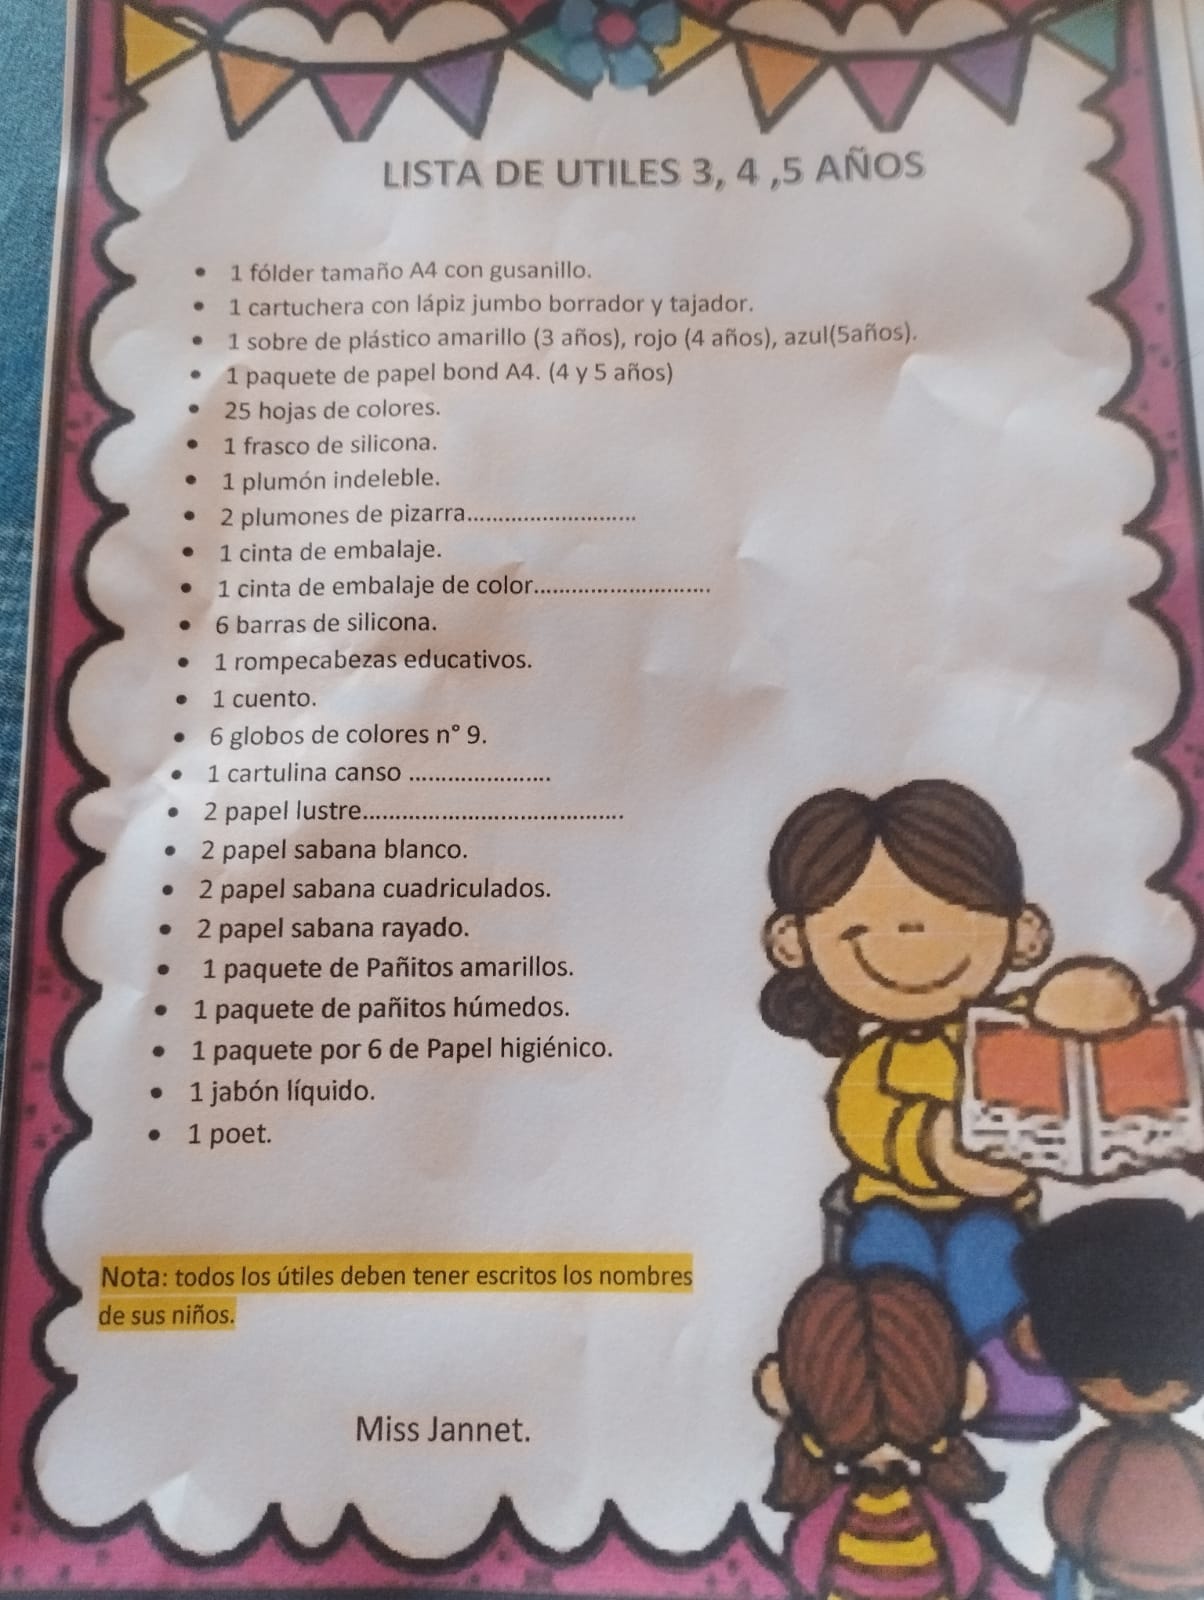 LISTA DE UTILES 3, 4 ,5 AÑOS
• 1 fólder tamaño A4 con gusanillo.
• 1 cartuchera con lápiz jumbo borrador y tajador.
• 1 sobre de plástico amarillo (3 años), rojo (4 años), azul(5años).
• 1 paquete de papel bond A4. (4 y 5 años)
• 25 hojas de colores.
• 1 frasco de silicona.
• 1 plumón indeleble.
• 2 plumones de pizarra...........................
• 1 cinta de embalaje.
• 1 cinta de embalaje de color............................
• 6 barras de silicona.
• 1 rompecabezas educativos.
• 1 cuento.
• 6 globos de colores n° 9.
• 1 cartulina canso ......................
• 2 papel lustre........................................
• 2 papel sabana blanco.
• 2 papel sabana cuadriculados.
• 2 papel sabana rayado.
• 1 paquete de Pañitos amarillos.
• 1 paquete de pañitos húmedos.
• 1 paquete por 6 de Papel higiénico.
• 1 jabón líquido.
• 1 poet.
Nota: todos los útiles deben tener escritos los nombres
de sus niños.
Miss Jannet.